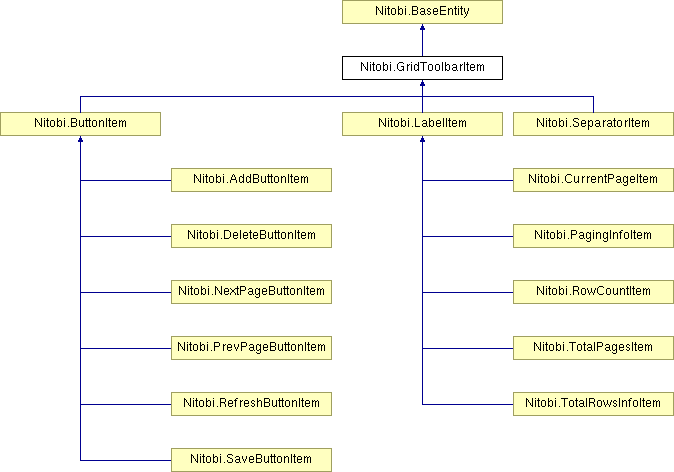 Nitobi.BaseEntity
Nitobi.GridToolbarItem
Nitobi.ButtonItem
Nitobi.LabelItem
Nitobi.SeparatorItem
Nitobi.AddButtonItem
Nitobi.CurrentPageItem
Nitobi.DeleteButtonItem
Nitobi.PagingInfoItem
Nitobi.NextPageButtonItem
Nitobi.RowCountItem
Nitobi.PrevPageButtonItem
Nitobi.TotalPagesItem
Nitobi.RefreshButtonItem
Nitobi.TotalRowsInfoItem
Nitobi.SaveButtonItem